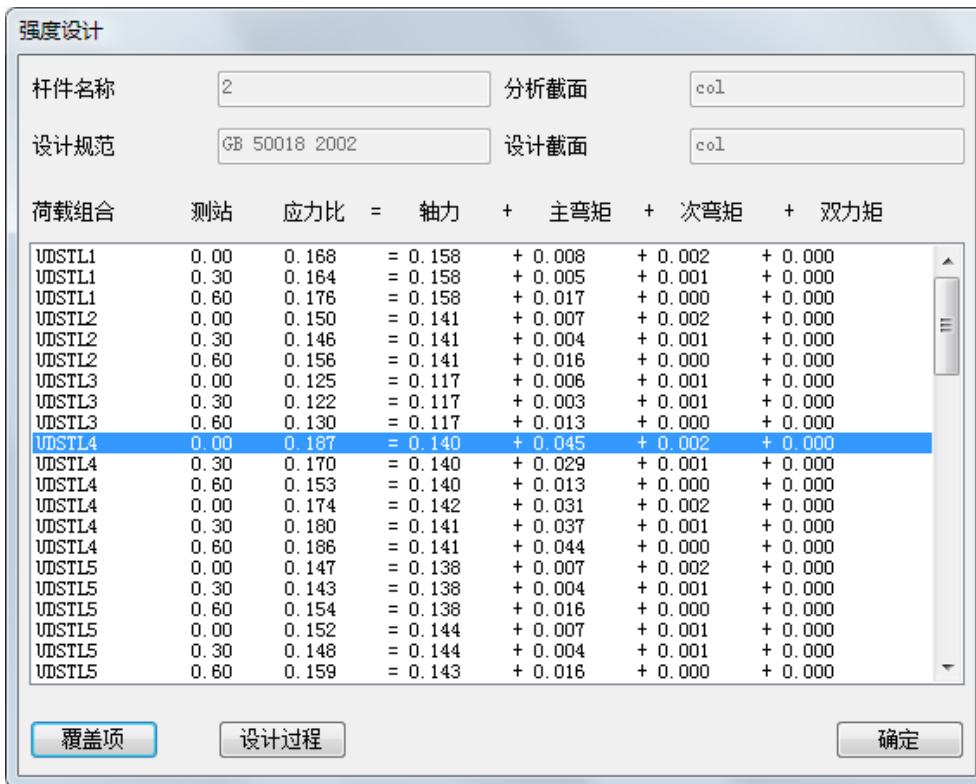 强度设计
杆件名称 2 分析截面 col
设计规范 GB 50018 2002 设计截面 col
荷载组合 测站 应力比 = 轴力 + 主弯矩 + 次弯矩 + 双力矩
UDSTL1 0.00 0.168 = 0.158 + 0.008 + 0.002 + 0.000
UDSTL1 0.30 0.164 = 0.158 + 0.005 + 0.001 + 0.000
UDSTL1 0.60 0.176 = 0.158 + 0.017 + 0.000 + 0.000
UDSTL2 0.00 0.150 = 0.141 + 0.007 + 0.002 + 0.000
UDSTL2 0.30 0.146 = 0.141 + 0.004 + 0.001 + 0.000
UDSTL2 0.60 0.156 = 0.141 + 0.016 + 0.000 + 0.000
UDSTL3 0.00 0.125 = 0.117 + 0.006 + 0.001 + 0.000
UDSTL3 0.30 0.122 = 0.117 + 0.003 + 0.001 + 0.000
UDSTL3 0.60 0.130 = 0.117 + 0.013 + 0.000 + 0.000
UDSTL4 0.00 0.187 = 0.140 + 0.045 + 0.002 + 0.000
UDSTL4 0.30 0.170 = 0.140 + 0.029 + 0.001 + 0.000
UDSTL4 0.60 0.153 = 0.140 + 0.013 + 0.000 + 0.000
UDSTL4 0.00 0.174 = 0.142 + 0.031 + 0.002 + 0.000
UDSTL4 0.30 0.180 = 0.141 + 0.037 + 0.001 + 0.000
UDSTL4 0.60 0.186 = 0.141 + 0.044 + 0.000 + 0.000
UDSTL5 0.00 0.147 = 0.138 + 0.007 + 0.002 + 0.000
UDSTL5 0.30 0.143 = 0.138 + 0.004 + 0.001 + 0.000
UDSTL5 0.60 0.154 = 0.138 + 0.016 + 0.000 + 0.000
UDSTL5 0.00 0.152 = 0.144 + 0.007 + 0.001 + 0.000
UDSTL5 0.30 0.148 = 0.144 + 0.004 + 0.001 + 0.000
UDSTL5 0.60 0.159 = 0.143 + 0.016 + 0.000 + 0.000
覆盖项 设计过程 确定